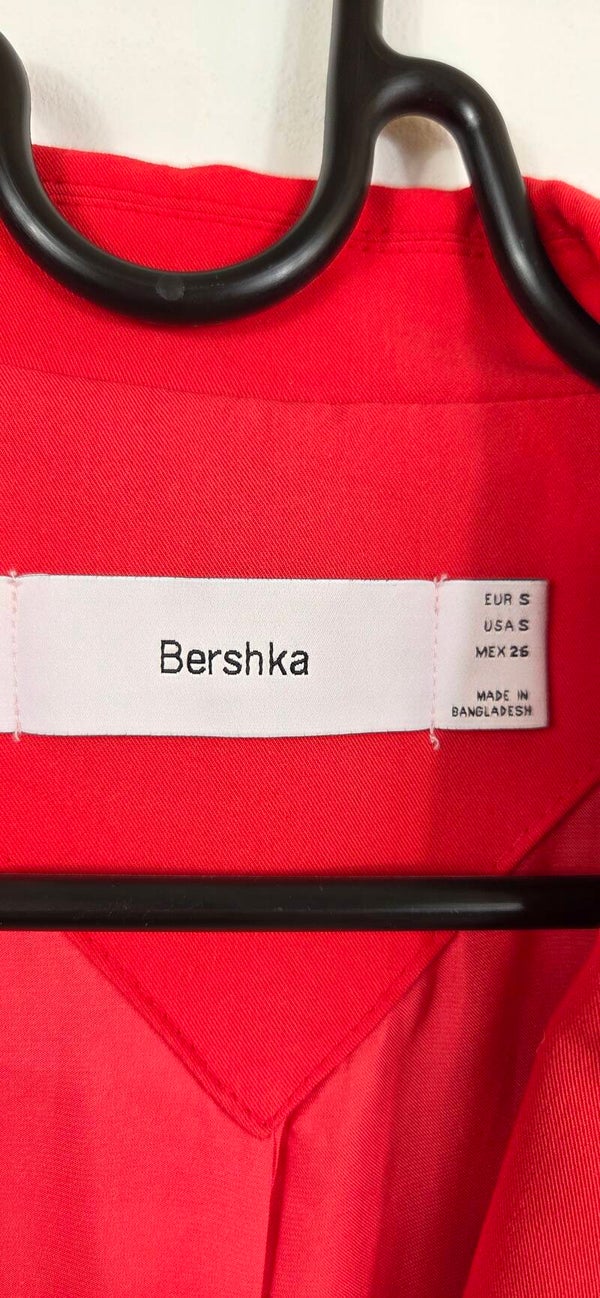 Bershka
EUR S
USA S
MEX 26
MADE IN
BANGLADESH